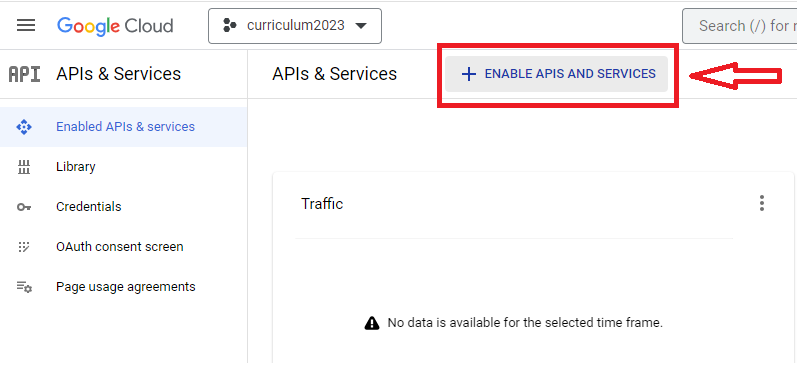 Google Cloud
curriculum2023
Search (/) for r
API
APIs & Services
APIs & Services
ENABLE APIS AND SERVICES
Enabled APIs & services
Library
Credentials
OAuth consent screen
Page usage agreements
Traffic
No data is available for the selected time frame.